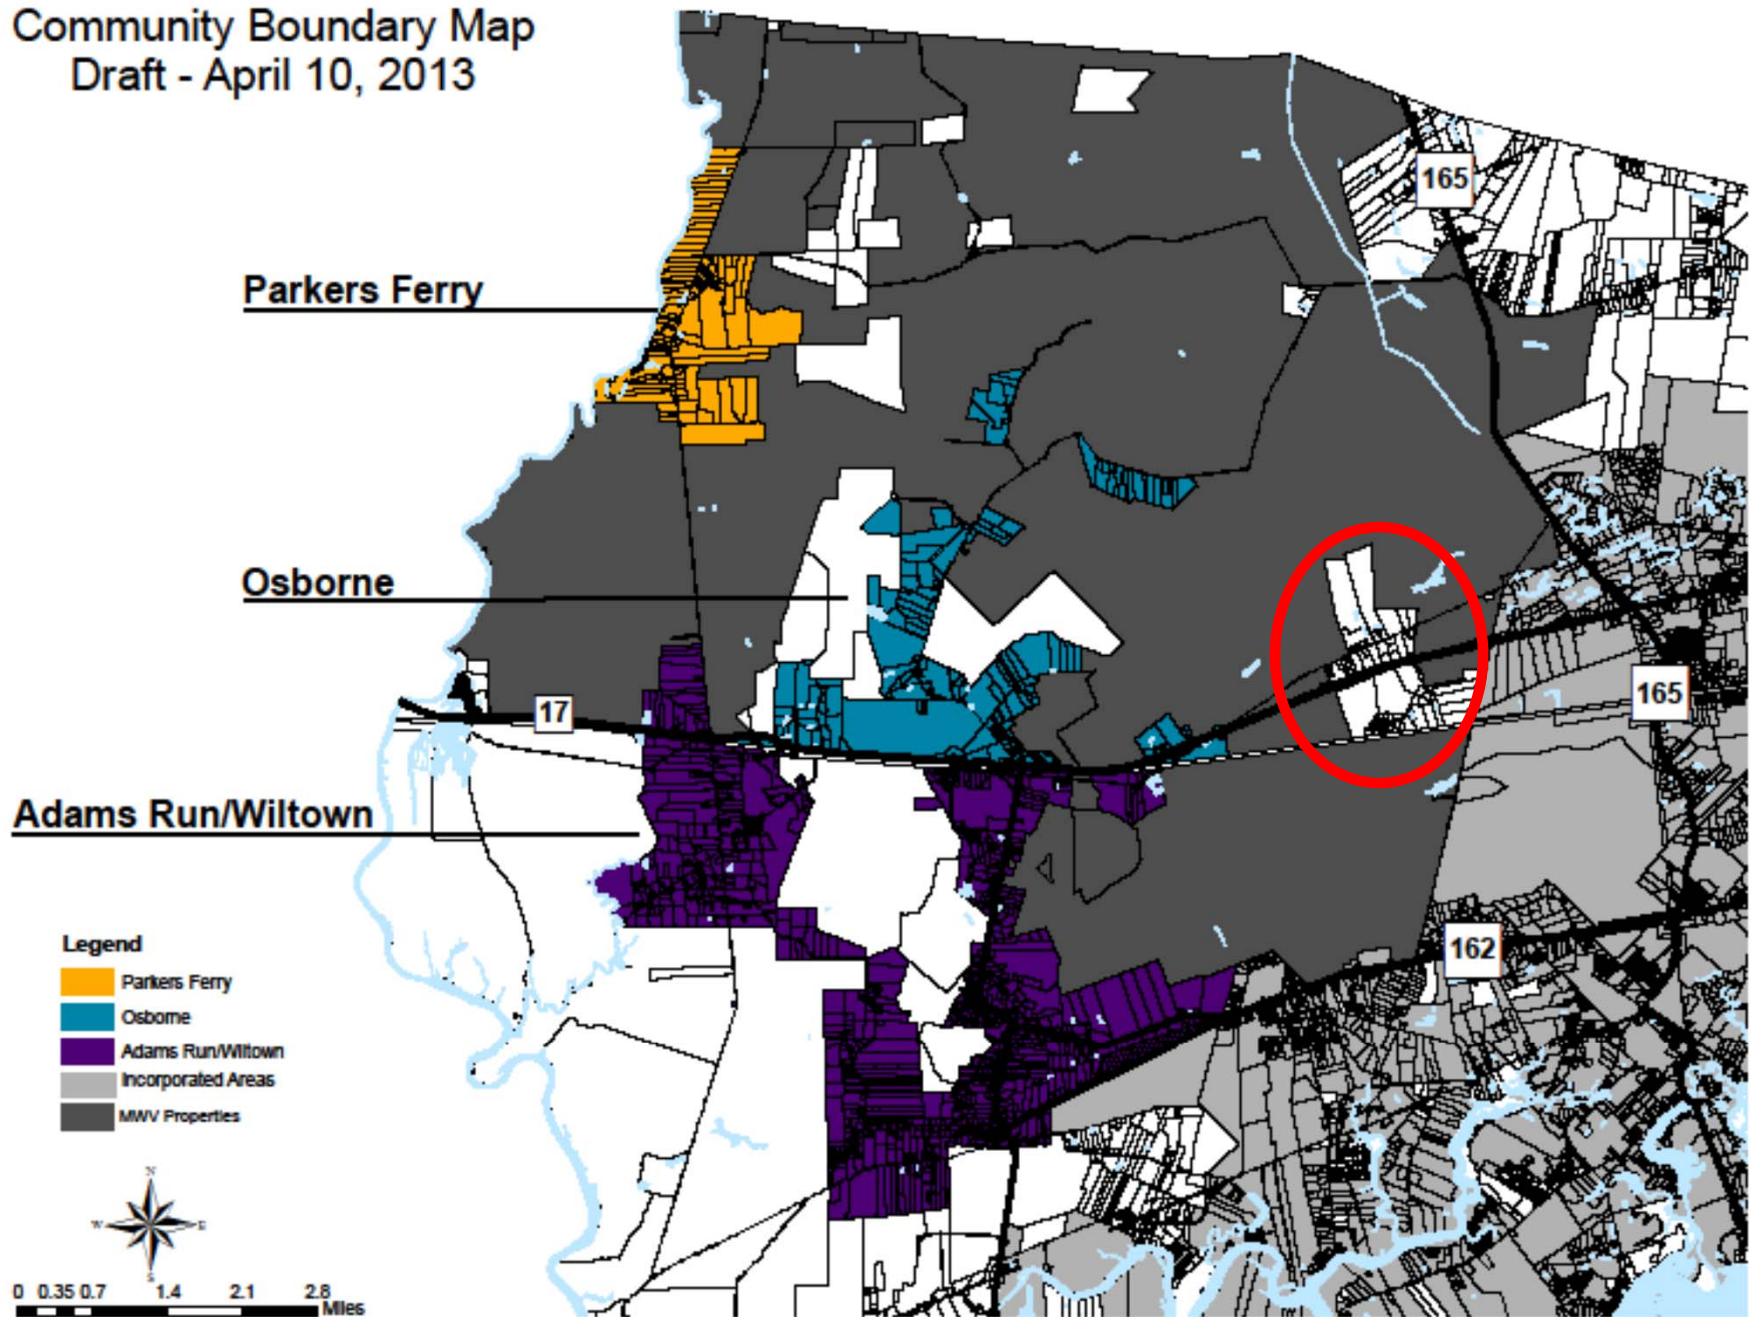 Community Boundary Map
Draft - April 10, 2013
165
Parkers Ferry
Osborne
17
165
Adams Run/Wiltown
162
Legend
Parkers Ferry
Osborne
Adams Run/Wiltown
Incorporated Areas
MWV Properties
N
W E
S
0 0.35 0.7 1.4 2.1 2.8
Miles